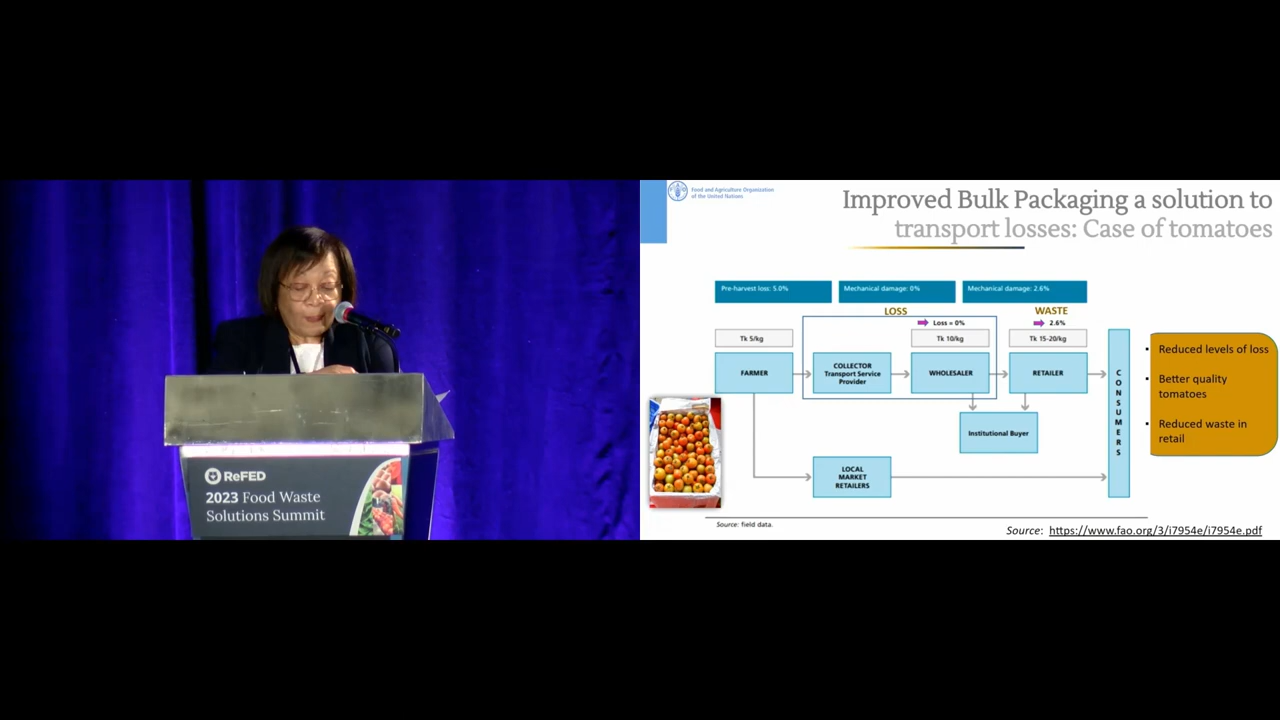 ReFED
2023 Food Waste
Solutions Summit
Food and Agriculture Organization
of the United Nations
Improved Bulk Packaging a solution to
transport losses: Case of tomatoes
Pre-harvest loss: 5.0%
Mechanical damage: 0%
Mechanical damage: 2.6%
LOSS
WASTE
Loss = 0%
2.6%
Tk 5/kg
Tk 10/kg
Tk 15-20/kg
FARMER
COLLECTOR
Transport Service
Provider
WHOLESALER
RETAILER
CONSUMERS
Institutional Buyer
LOCAL
MARKET
RETAILERS
• Reduced levels of loss
• Better quality
tomatoes
• Reduced waste in
retail
Source: field data.
Source: https://www.fao.org/3/i7954e/i7954e.pdf